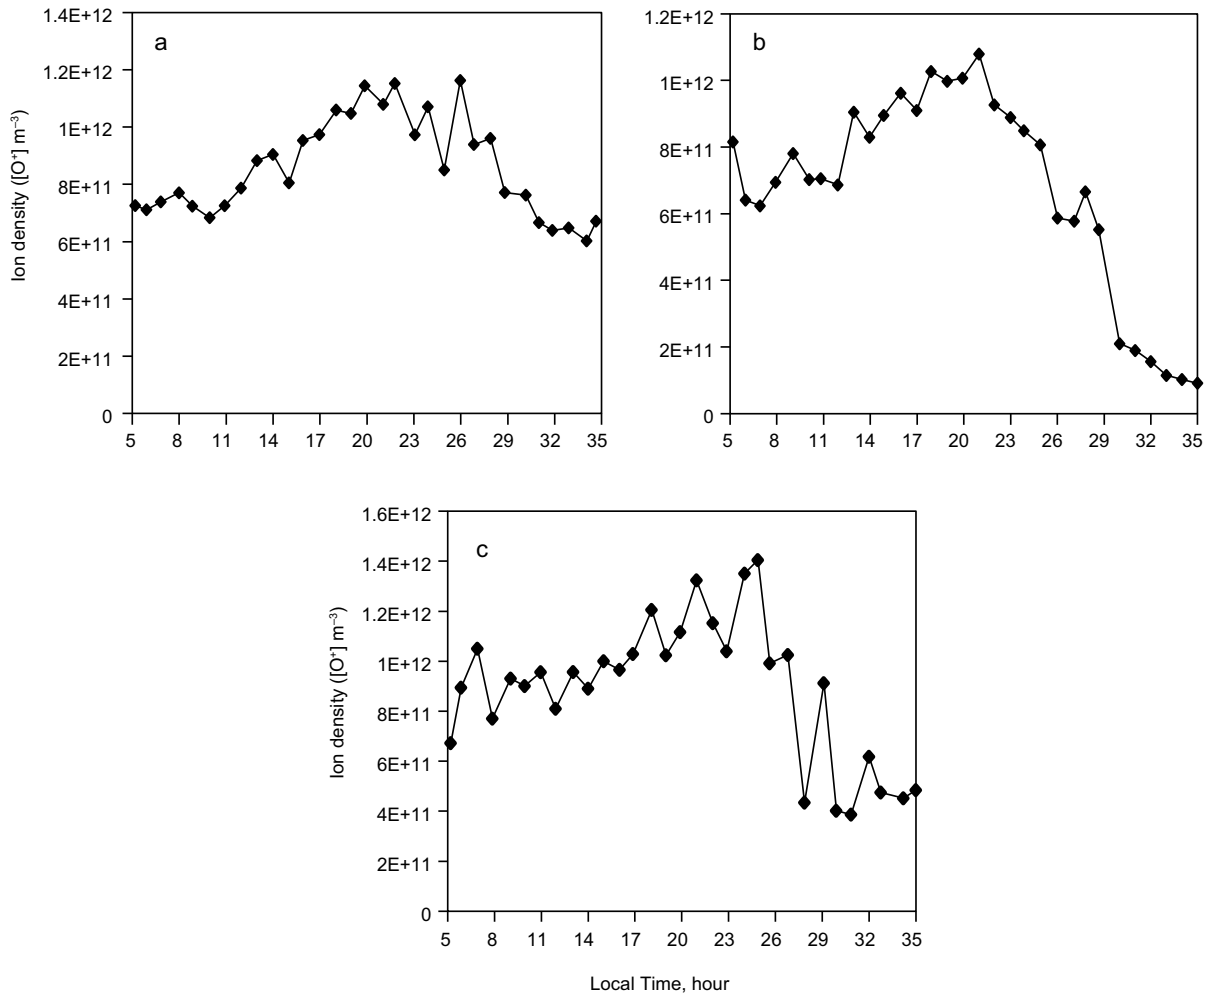 1.4E+12
a
1.2E+12
1E+12
8E+11
6E+11
4E+11
2E+11
0
5 8 11 14 17 20 23 26 29 32 35
Ion density ([O⁺] m⁻³)
1.2E+12
b
1E+12
8E+11
6E+11
4E+11
2E+11
0
5 8 11 14 17 20 23 26 29 32 35
1.6E+12
c
1.4E+12
1.2E+12
1E+12
8E+11
6E+11
4E+11
2E+11
0
5 8 11 14 17 20 23 26 29 32 35
Ion density ([O⁺] m⁻³)
Local Time, hour